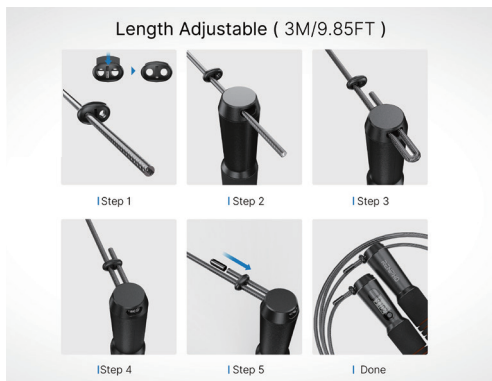 Length Adjustable ( 3M/9.85FT )
Step 1
Step 2
Step 3
Step 4
Step 5
Done